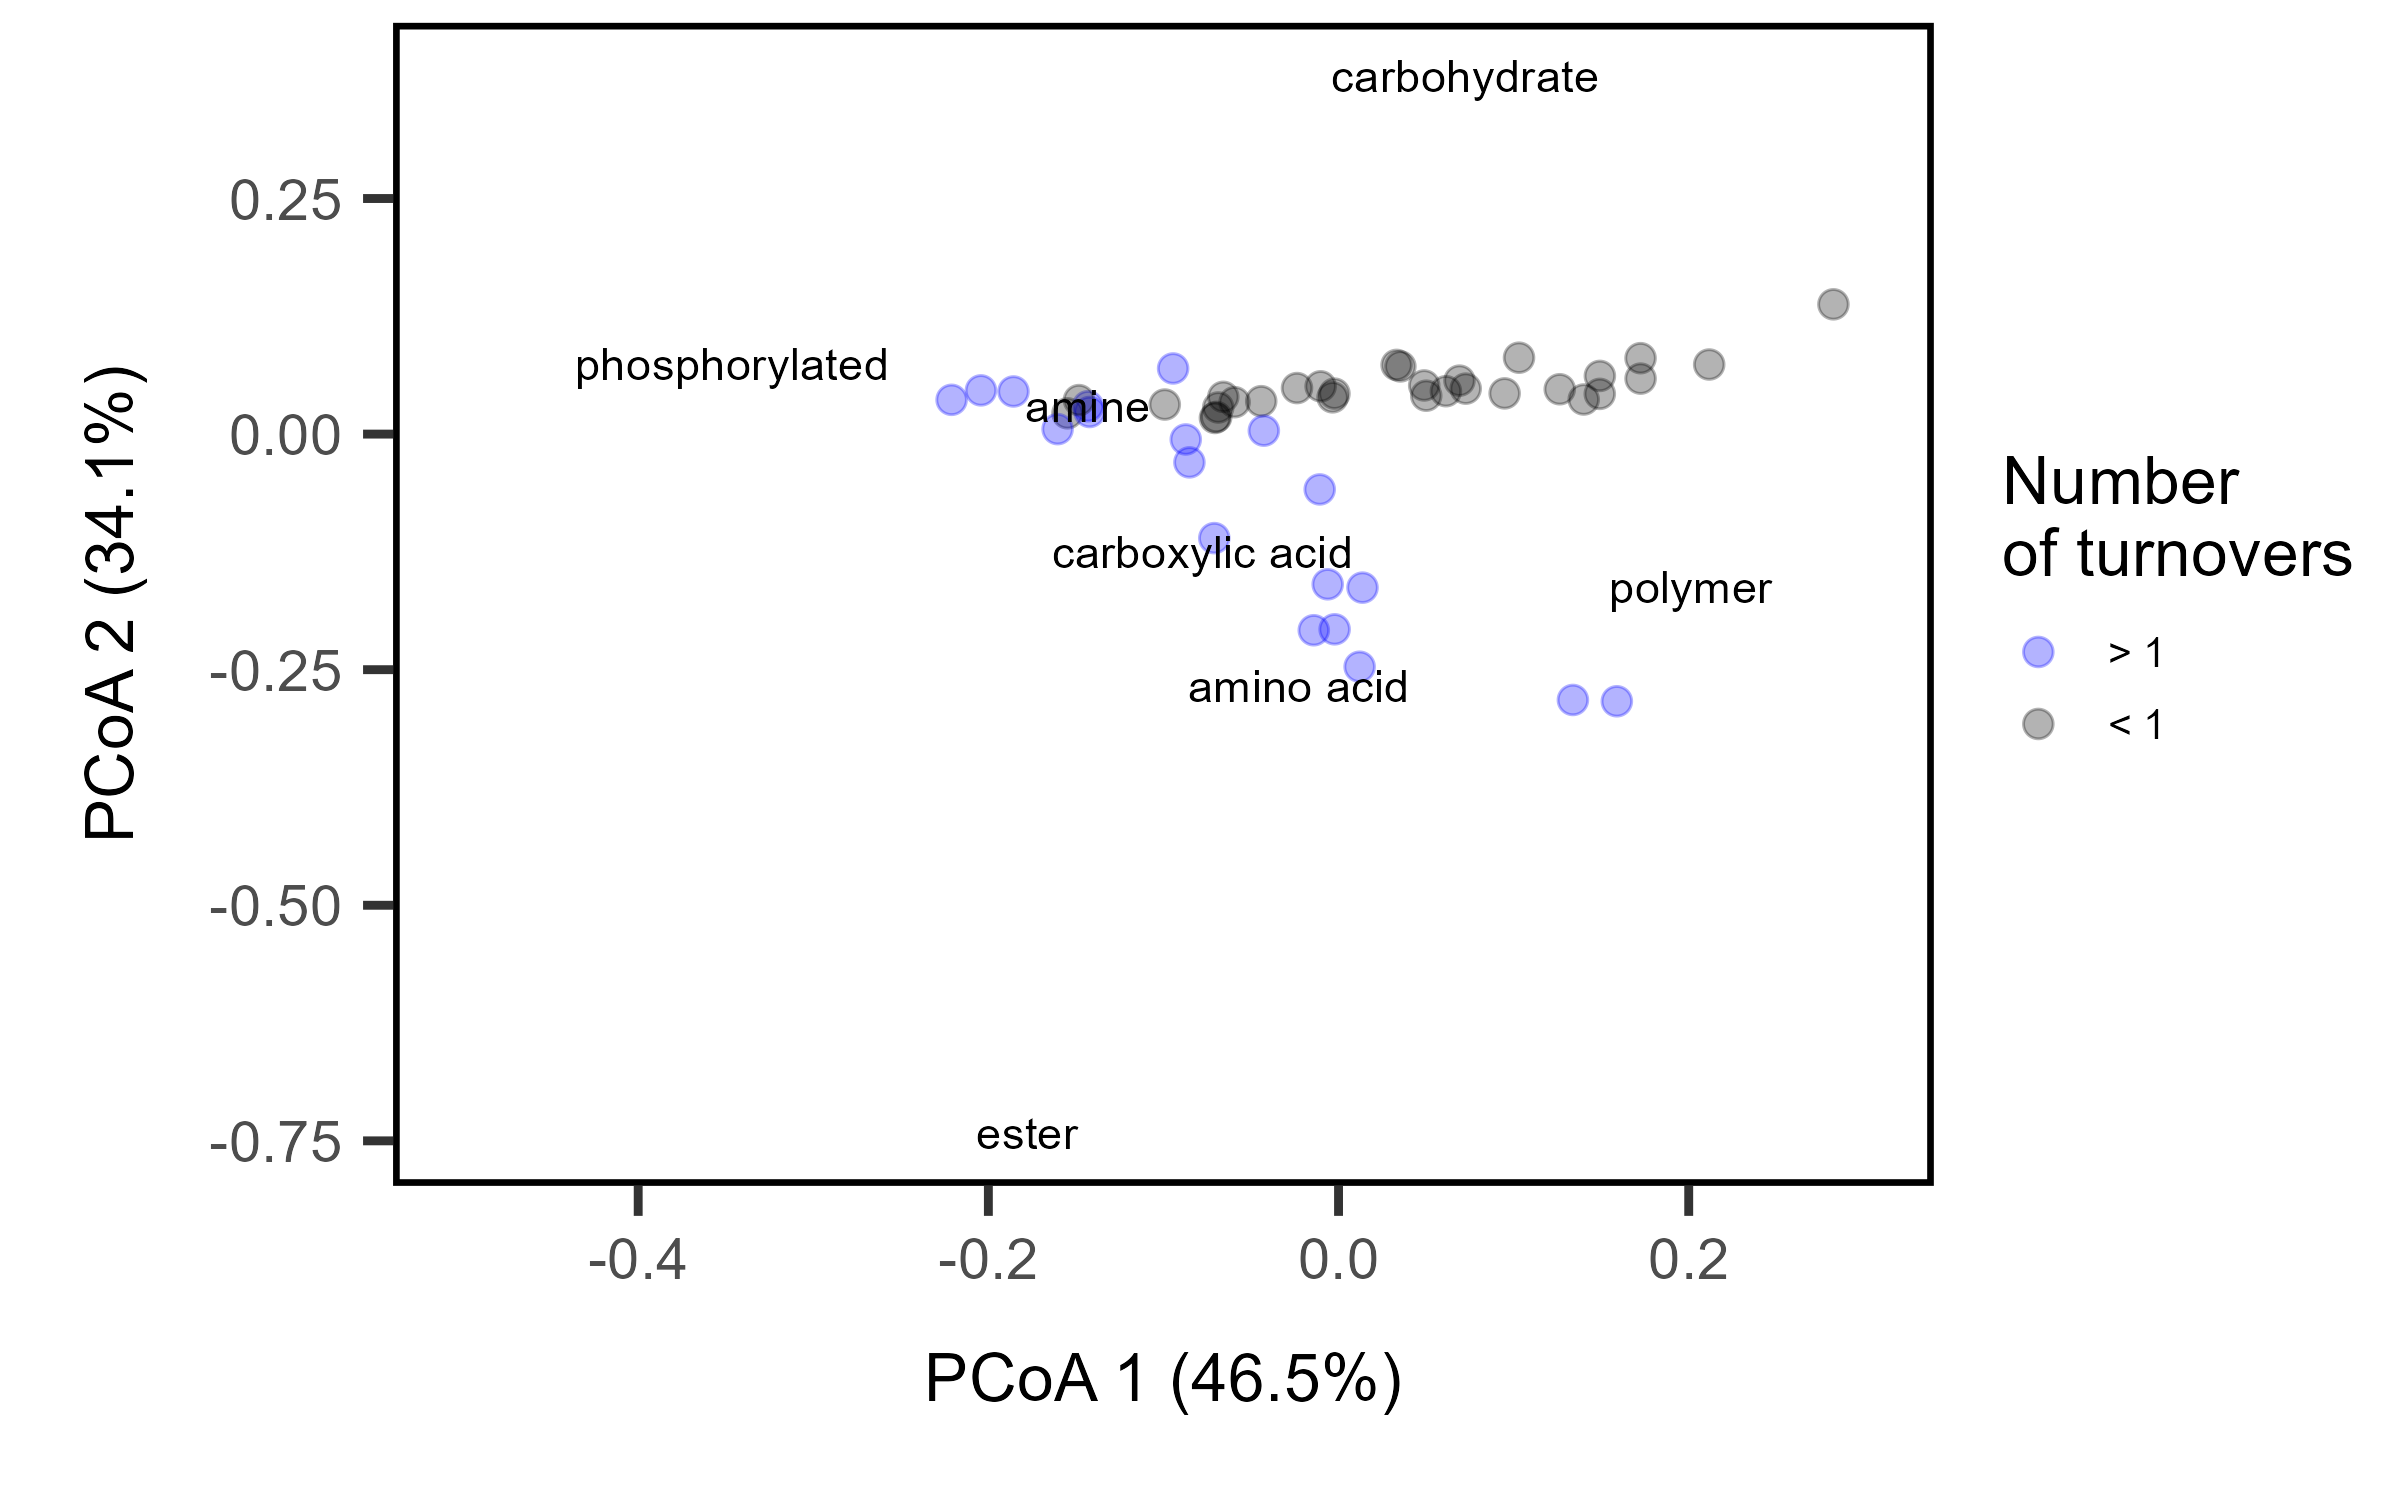 carbohydrate
0.25
phosphorylated
amine
0.00
carboxylic acid
polymer
-0.25
amino acid
-0.50
-0.75
ester
-0.4
-0.2
0.0
0.2
PCoA 1 (46.5%)
PCoA 2 (34.1%)
Number
of turnovers
> 1
< 1